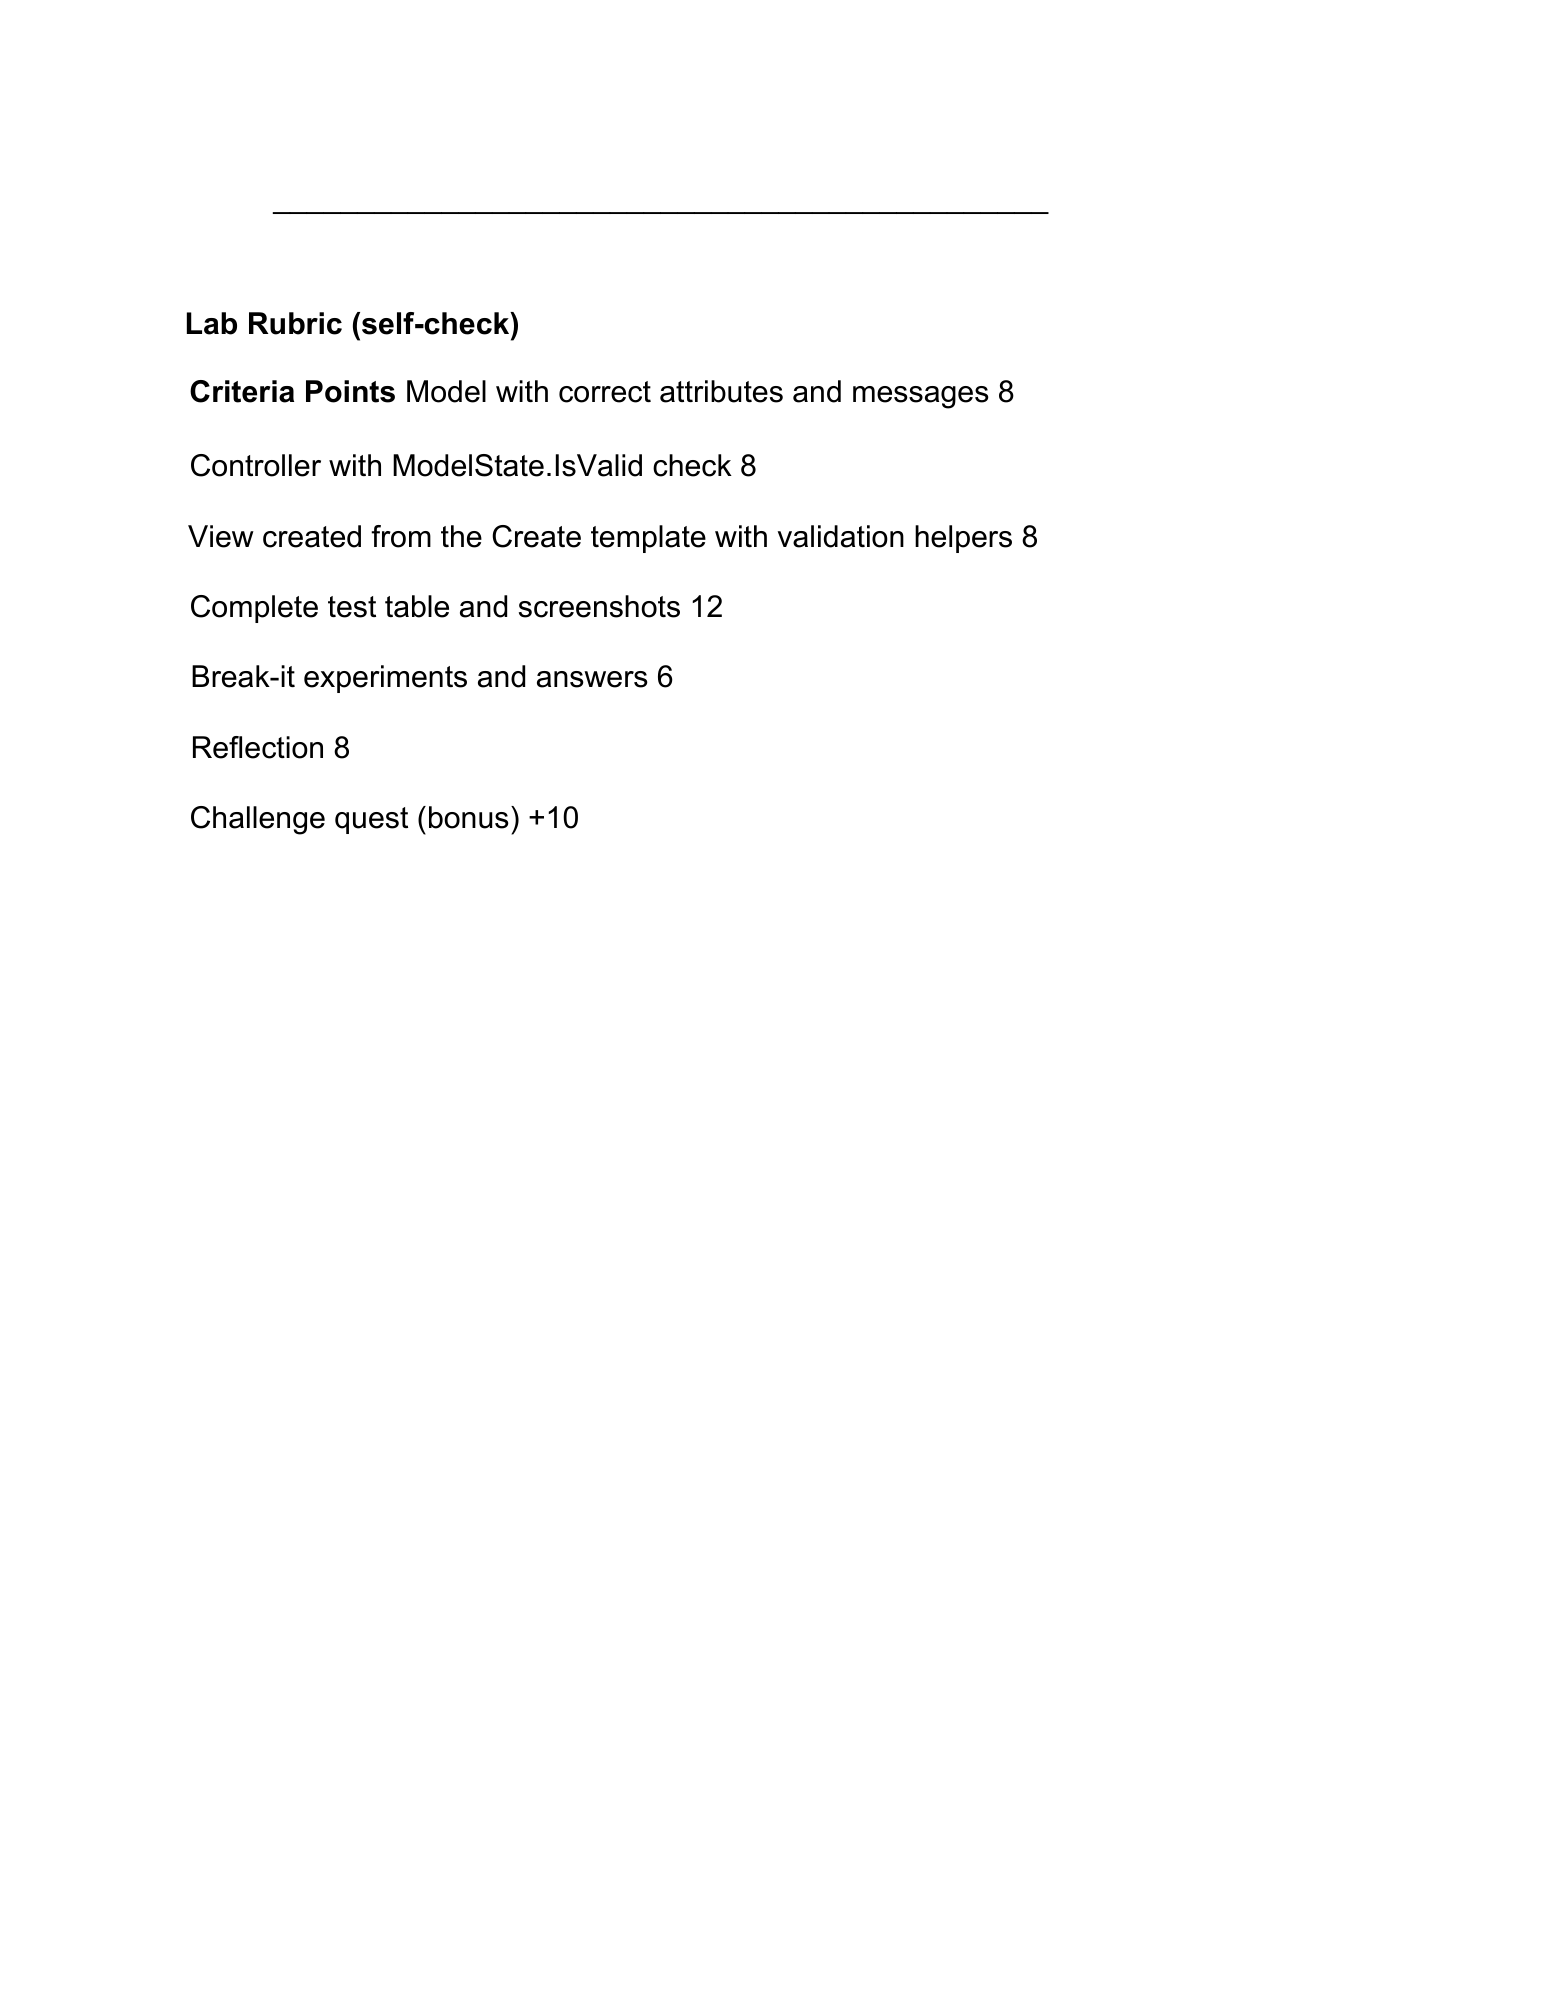 Lab Rubric (self-check)
Criteria Points Model with correct attributes and messages 8
Controller with ModelState.IsValid check 8
View created from the Create template with validation helpers 8
Complete test table and screenshots 12
Break-it experiments and answers 6
Reflection 8
Challenge quest (bonus) +10